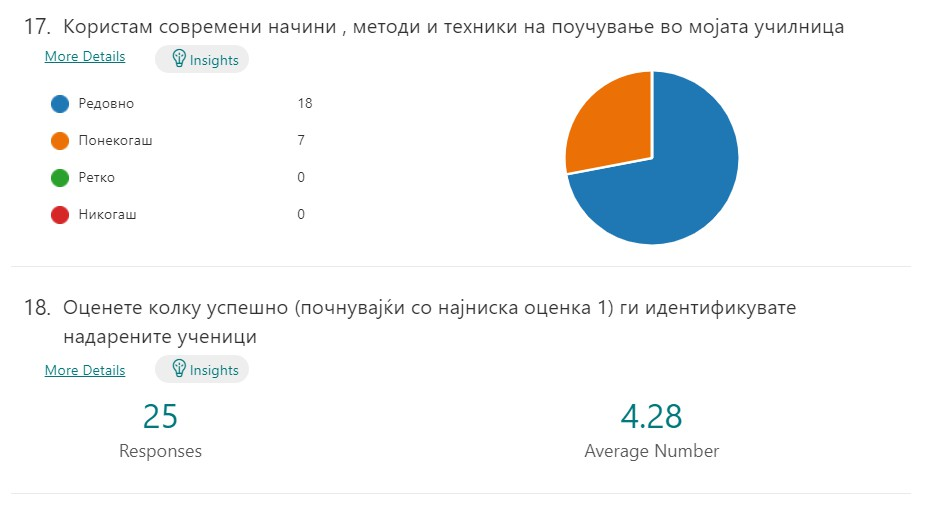 17. Користам современи начини , методи и техники на поучување во мојата училница
More Details Insights
Редовно 18
Понекогаш 7
Ретко 0
Никогаш 0
18. Оценете колку успешно (почнувајќи со најниска оценка 1) ги идентификувате
надарените ученици
More Details Insights
25 4.28
Responses Average Number